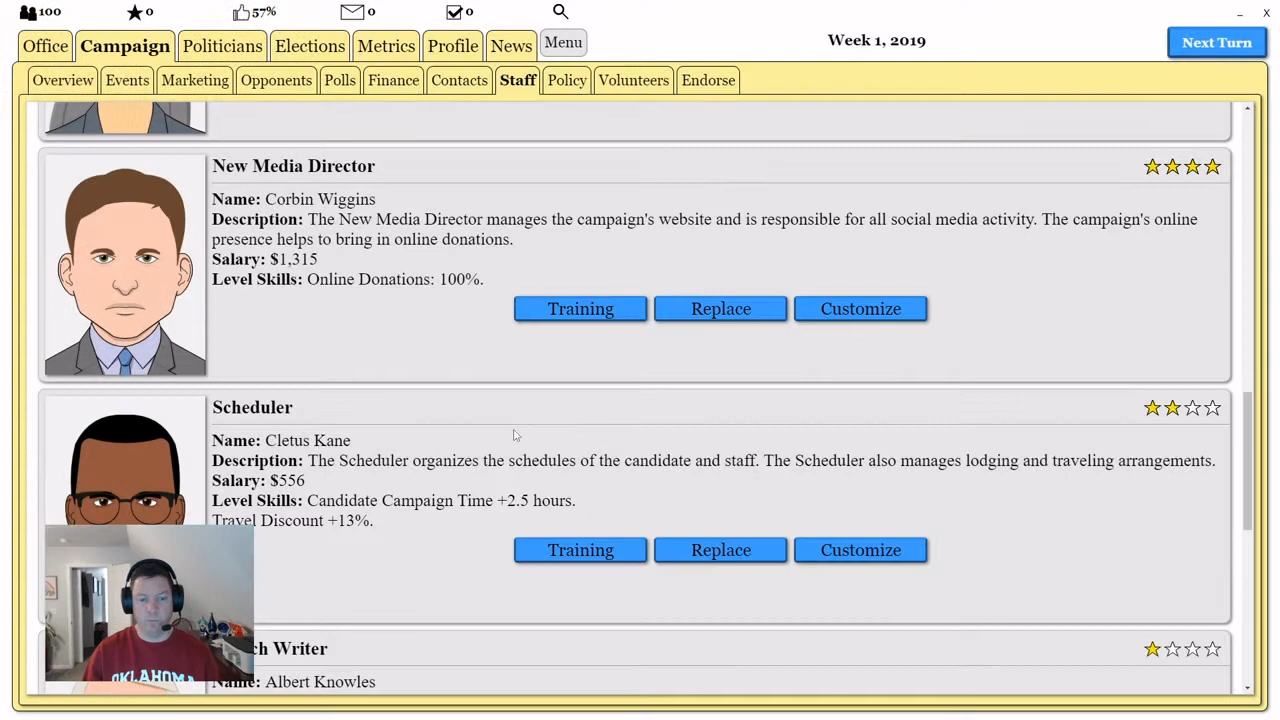 100 0 57% 0 0
_ X
Office Campaign Politicians Elections Metrics Profile News Menu
Week 1, 2019
Next Turn
Overview Events Marketing Opponents Polls Finance Contacts Staff Policy Volunteers Endorse
New Media Director
Name: Corbin Wiggins
Description: The New Media Director manages the campaign's website and is responsible for all social media activity. The campaign's online
presence helps to bring in online donations.
Salary: $1,315
Level Skills: Online Donations: 100%.
Training Replace Customize
Scheduler
Name: Cletus Kane
Description: The Scheduler organizes the schedules of the candidate and staff. The Scheduler also manages lodging and traveling arrangements.
Salary: $556
Level Skills: Candidate Campaign Time +2.5 hours.
Travel Discount +13%.
Training Replace Customize
ch Writer
Name: Albert Knowles
OKLAHOMA